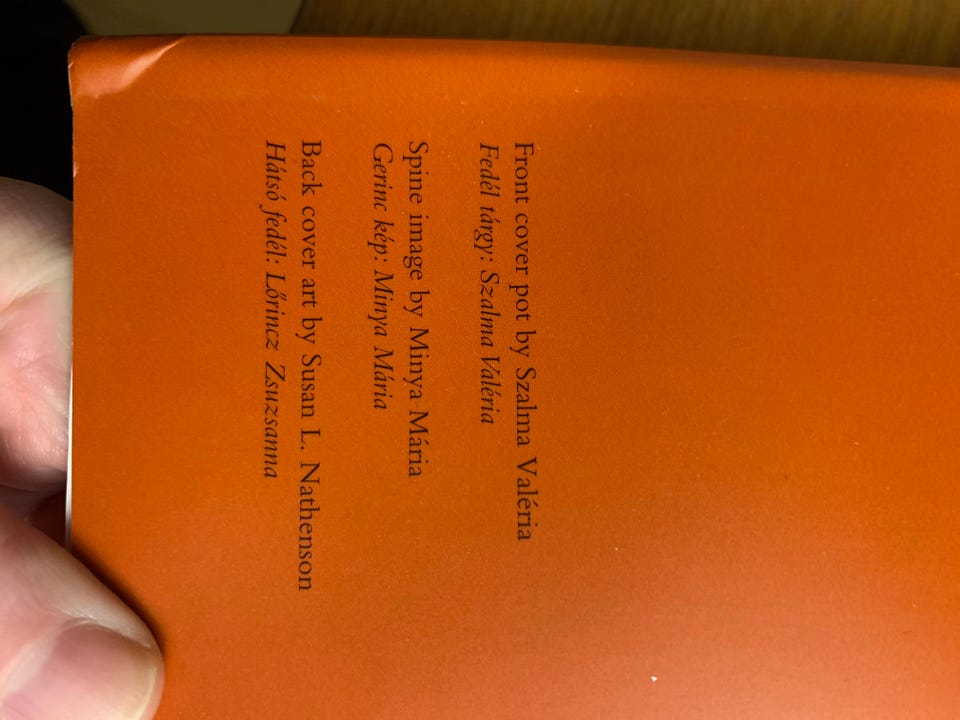 Front cover pot by Szalma Valéria
Fedél tárgy: Szalma Valéria
Spine image by Minya Mária
Gerinc kép: Minya Mária
Back cover art by Susan L. Nathenson
Hátsó fedél: Lőrincz Zsuzsanna